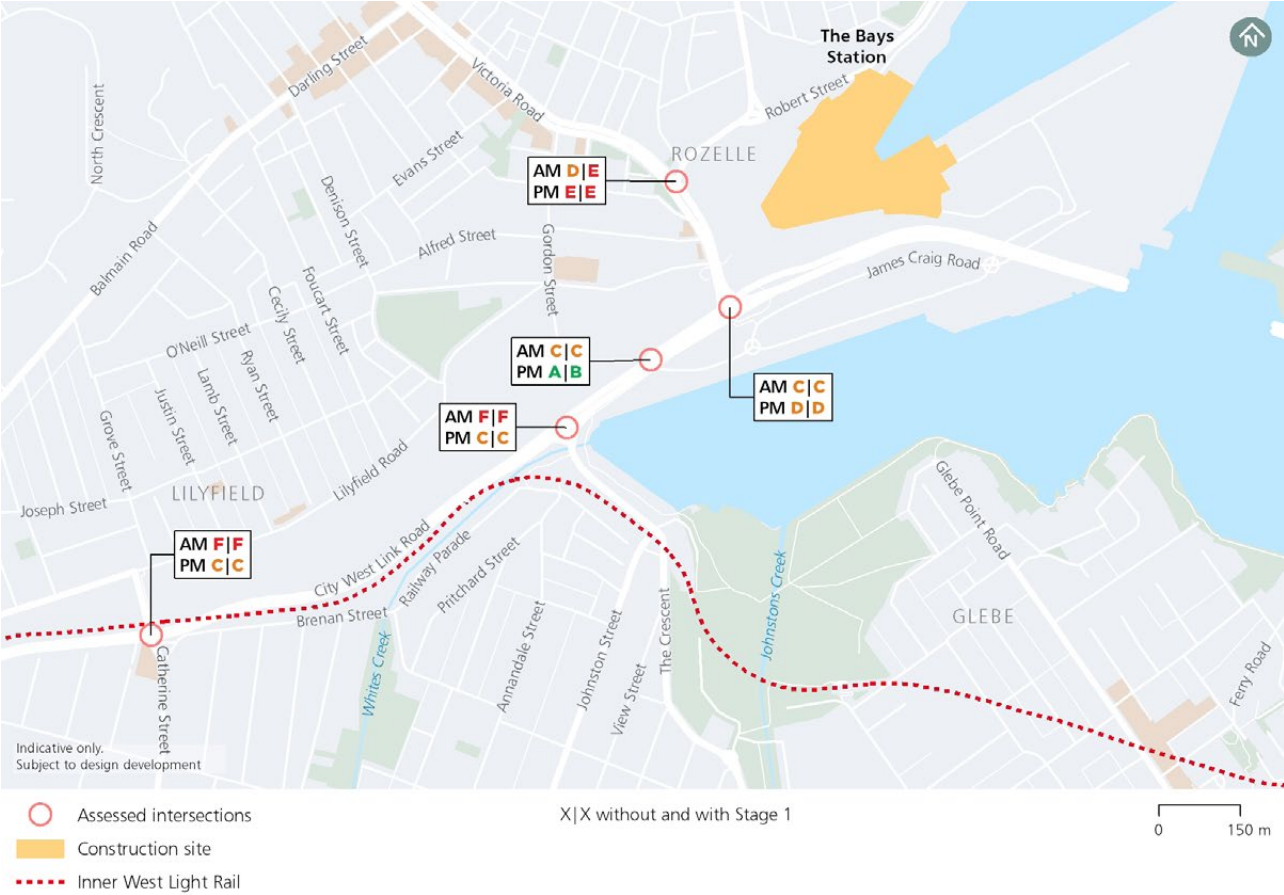 The Bays
Station
N
Darling Street
Victoria Road
Robert Street
North Crescent
Evans Street
ROZELLE
AM D|E
PM E|E
Denison Street
Balmain Road
Alfred Street
Gordon Street
James Craig Road
Foucart Street
Cecily Street
O'Neill Street
Ryan Street
Lamb Street
Justin Street
Grove Street
AM C|C
PM A|B
AM C|C
PM D|D
AM F|F
PM C|C
Lilyfield Road
LILYFIELD
Joseph Street
Glebe Point Road
AM F|F
PM C|C
City West Link Road
Railway Parade
Pritchard Street
Brenan Street
Johnstons Creek
GLEBE
Catherine Street
Whites Creek
Annandale Street
Johnston Street
View Street
The Crescent
Ferry Road
Indicative only.
Subject to design development
Assessed intersections
X|X without and with Stage 1
0 150 m
Construction site
Inner West Light Rail